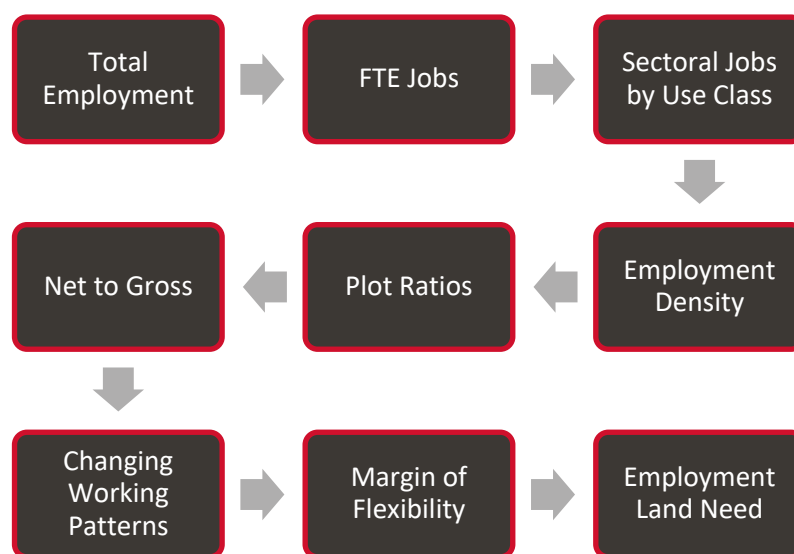 Total
Employment
FTE Jobs
Sectoral Jobs
by Use Class
Employment
Density
Plot Ratios
Net to Gross
Changing
Working
Patterns
Margin of
Flexibility
Employment
Land Need